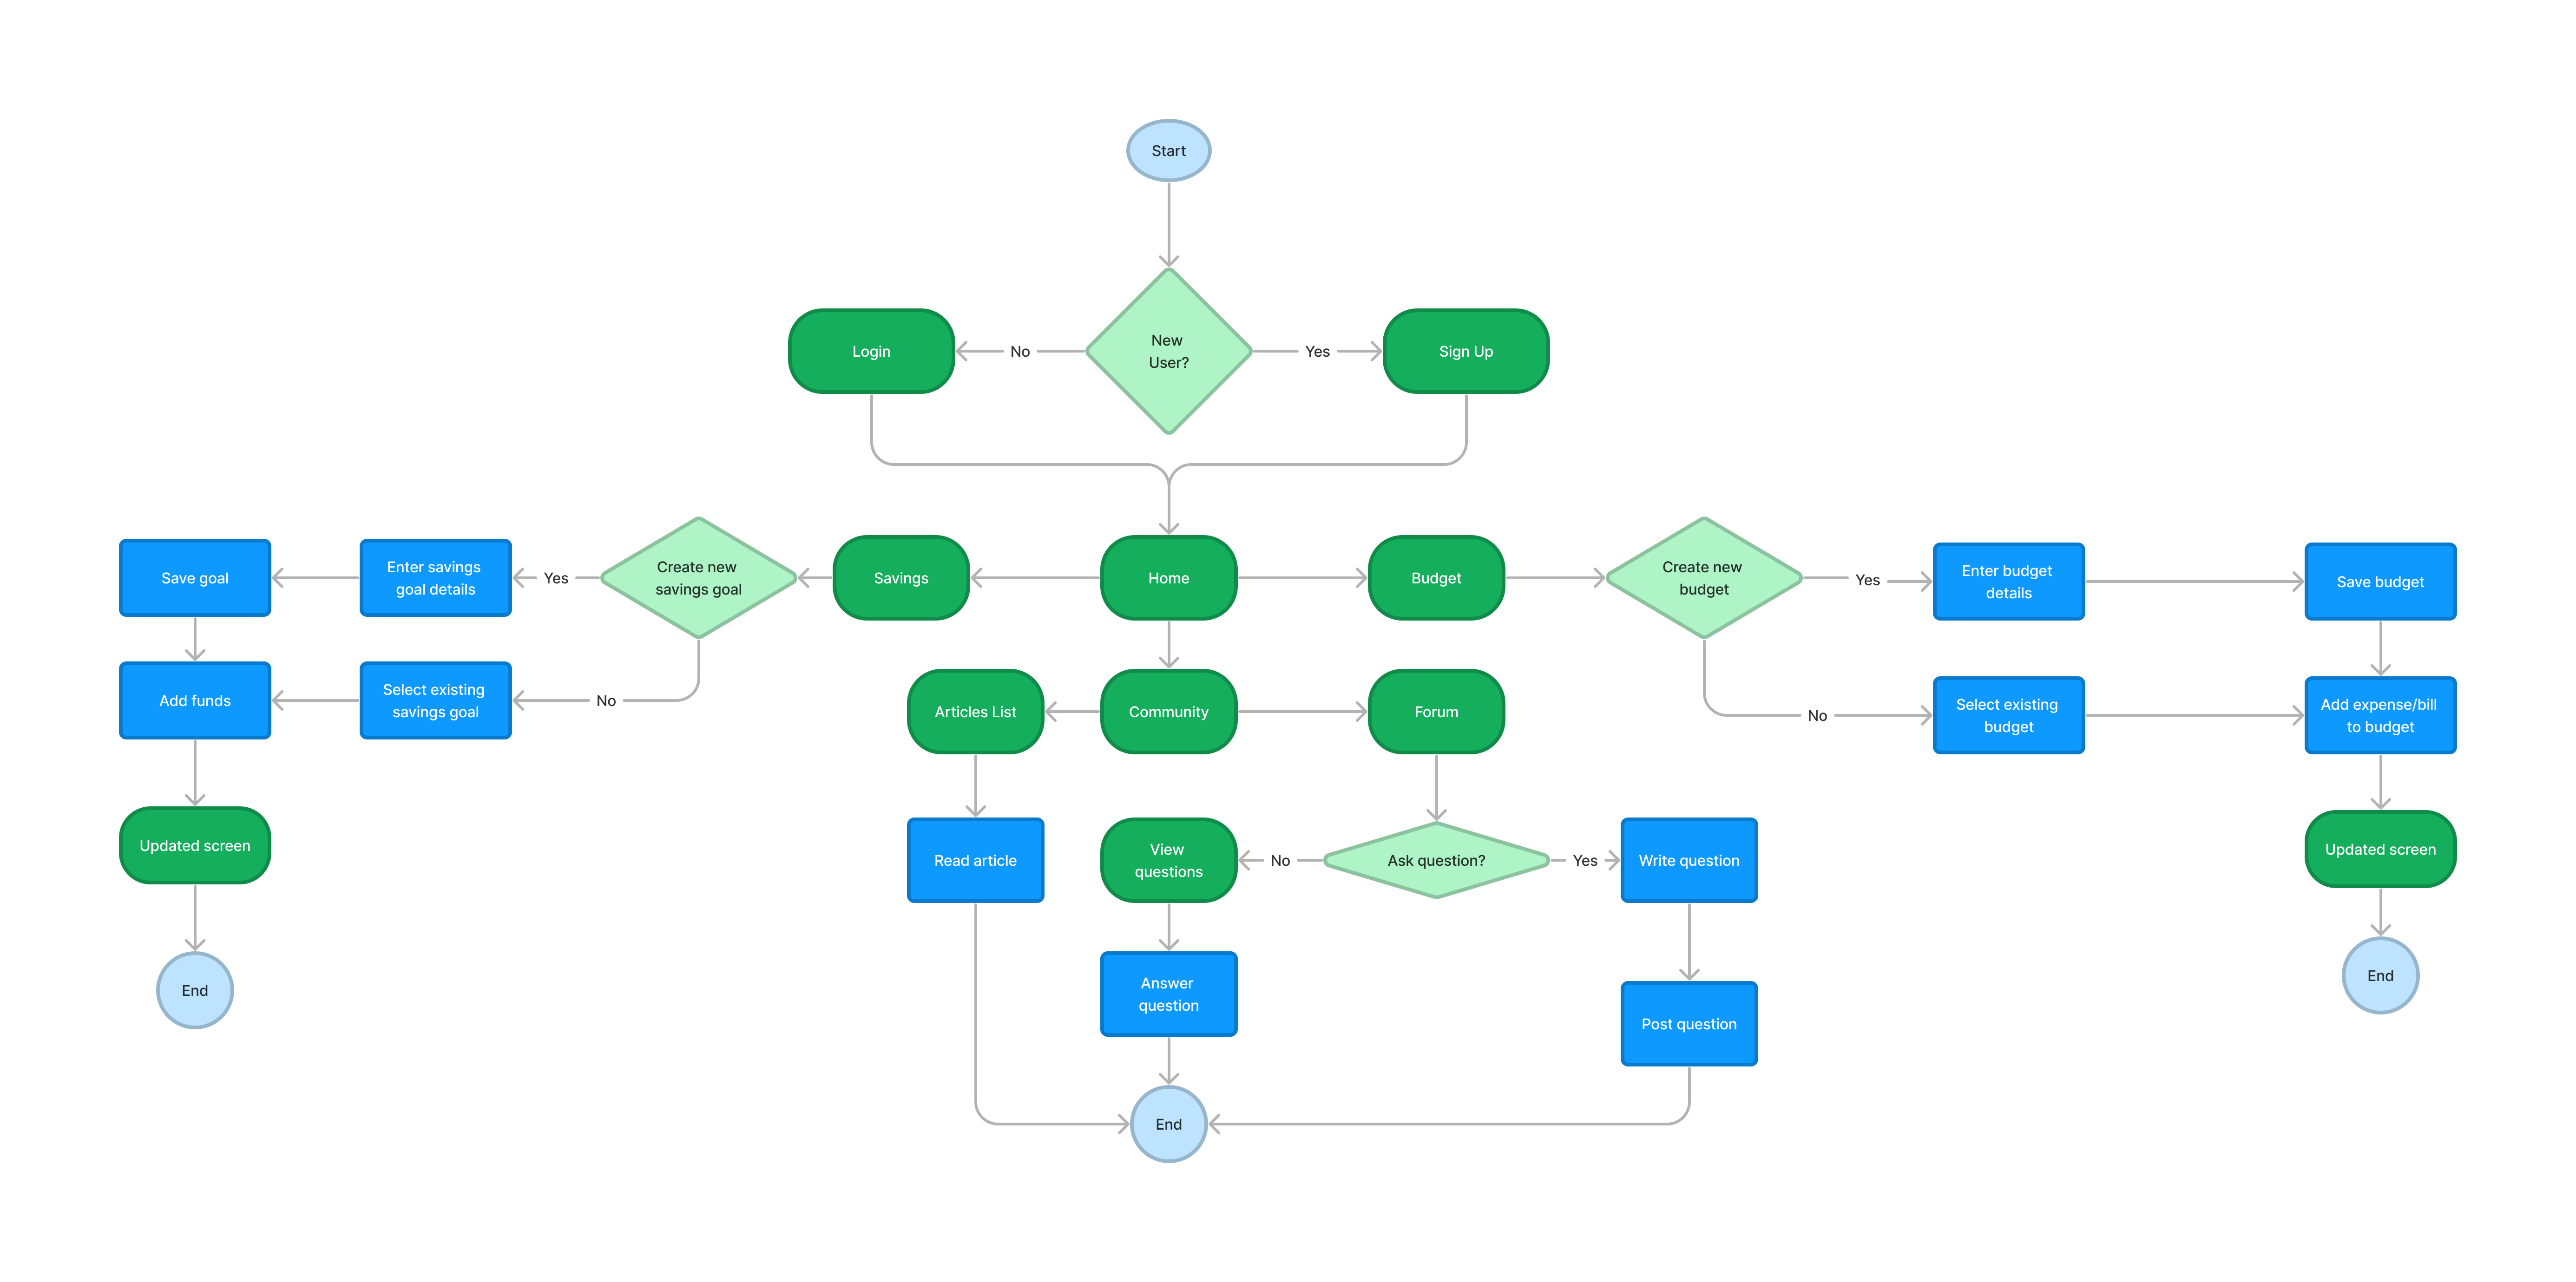 Start
New
User?
Login
No
Yes
Sign Up
Save goal
Enter savings
goal details
Yes
Create new
savings goal
Savings
Home
Budget
Create new
budget
Yes
Enter budget
details
Save budget
Add funds
Select existing
savings goal
No
Articles List
Community
Forum
No
Select existing
budget
Add expense/bill
to budget
Updated screen
Read article
View
questions
No
Ask question?
Yes
Write question
Updated screen
End
Answer
question
Post question
End
End